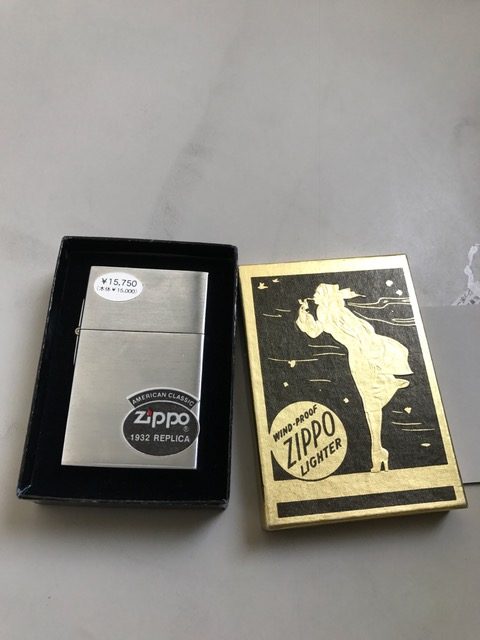 ¥15,750
(本体¥15,000)
AMERICAN CLASSIC
Zippo®
1932 REPLICA
WIND-PROOF
ZIPPO
LIGHTER